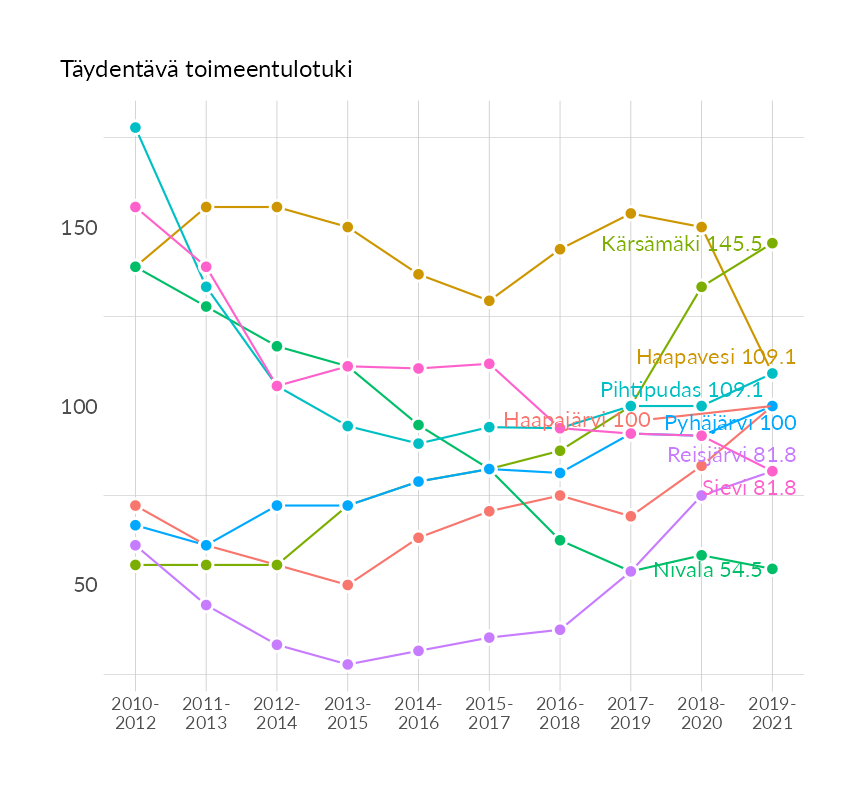 Täydentävä toimeentulotuki
150
100
50
Kärsämäki 145.5
Haapavesi 109.1
Pihtipudas 109.1
Haapajärvi 100
Pyhäjärvi 100
Reisjärvi 81.8
Sievi 81.8
Nivala 54.5
2010-
2012
2011-
2013
2012-
2014
2013-
2015
2014-
2016
2015-
2017
2016-
2018
2017-
2019
2018-
2020
2019-
2021